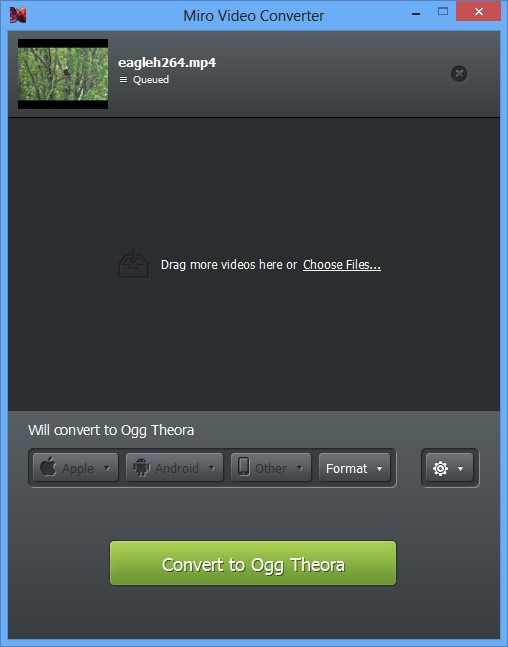 Miro Video Converter
eagleh264.mp4
Queued
Drag more videos here or Choose Files...
Will convert to Ogg Theora
Apple Android Other Format
Convert to Ogg Theora